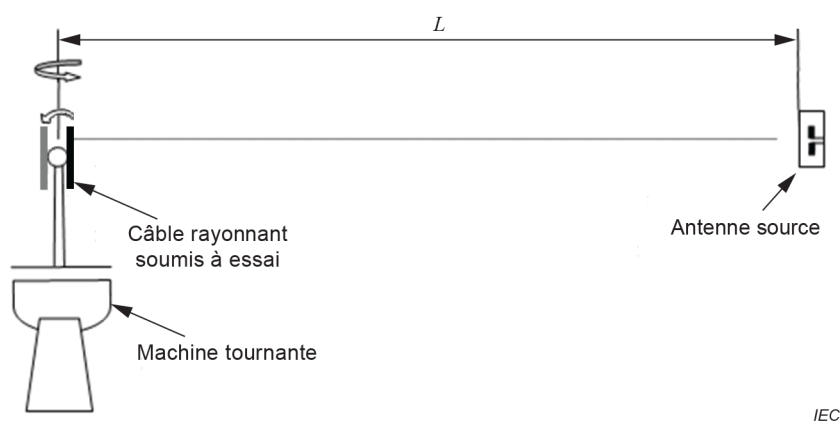 L
Câble rayonnant
soumis à essai
Antenne source
Machine tournante
IEC